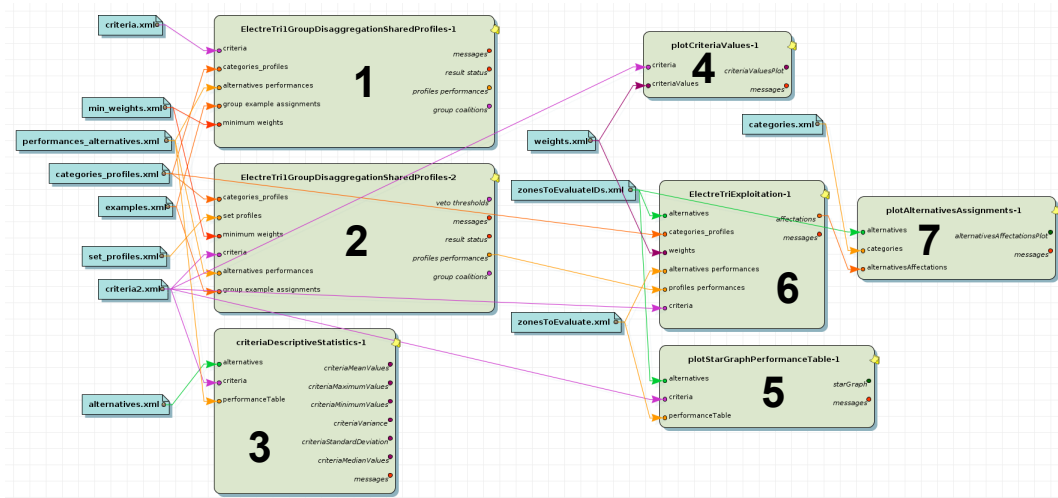 criteria.xml
min_weights.xml
performances_alternatives.xml
categories_profiles.xml
examples.xml
set_profiles.xml
criteria2.xml
alternatives.xml
ElectreTri1GroupDisaggregationSharedProfiles-1
criteria
categories_profiles
alternatives performances
group example assignments
minimum weights
1
messages
result status
profiles performances
group coalitions
ElectreTri1GroupDisaggregationSharedProfiles-2
categories_profiles
set profiles
minimum weights
criteria
alternatives performances
group example assignments
2
veto thresholds
messages
result status
profiles performances
group coalitions
criteriaDescriptiveStatistics-1
alternatives
criteria
performanceTable
3
criteriaMeanValues
criteriaMaximumValues
criteriaMinimumValues
criteriaVariance
criteriaStandardDeviation
criteriaMedianValues
messages
weights.xml
zonesToEvaluateIDs.xml
zonesToEvaluate.xml
categories.xml
plotCriteriaValues-1
criteria
criteriaValues
4
criteriaValuesPlot
messages
ElectreTriExploitation-1
alternatives
categories_profiles
weights
alternatives performances
profiles performances
criteria
6
affectations
messages
plotStarGraphPerformanceTable-1
alternatives
criteria
performanceTable
5
starGraph
messages
plotAlternativesAssignments-1
alternatives
categories
alternativesAffectations
7
alternativesAffectationsPlot
messages